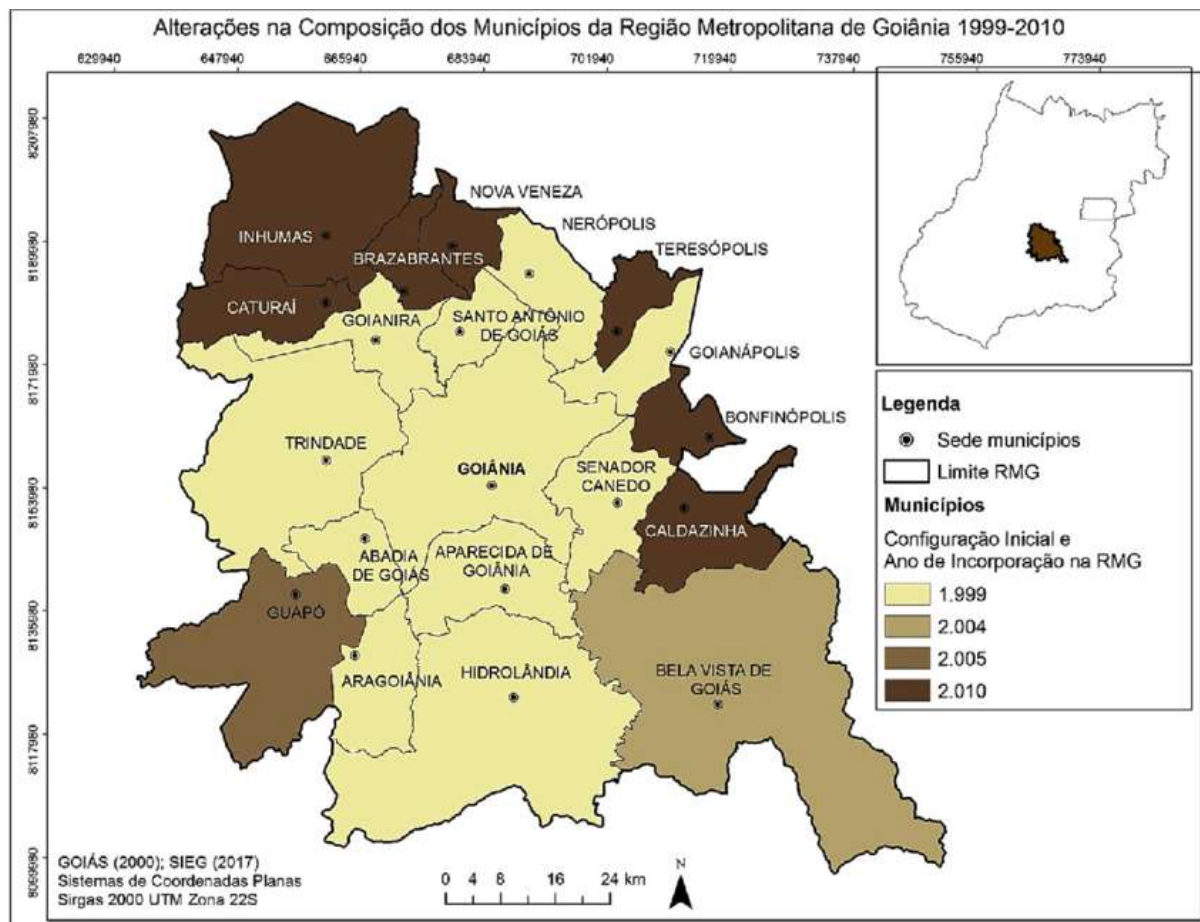 Alterações na Composição dos Municípios da Região Metropolitana de Goiânia 1999-2010
629940
647940
665940
683940
701940
719940
737940
755940
773940
8207980
8189980
8171980
8153980
8135980
8117980
8099980
NOVA VENEZA
NERÓPOLIS
TERESÓPOLIS
INHUMAS
BRAZABRANTES
CATURAÍ
GOIANIRA
SANTO ANTÔNIO
DE GOIÁS
GOIANÁPOLIS
BONFINÓPOLIS
TRINDADE
GOIÂNIA
SENADOR
CANEDO
CALDAZINHA
ABADIA
DE GOIÁS
APARECIDA DE
GOIÂNIA
GUAPÓ
ARAGOIÂNIA
HIDROLÂNDIA
BELA VISTA DE
GOIÁS
Legenda
Sede municípios
Limite RMG
Municípios
Configuração Inicial e
Ano de Incorporação na RMG
1.999
2.004
2.005
2.010
GOIÁS (2000); SIEG (2017)
Sistemas de Coordenadas Planas
Sirgas 2000 UTM Zona 22S
0 4 8 16 24 km
N